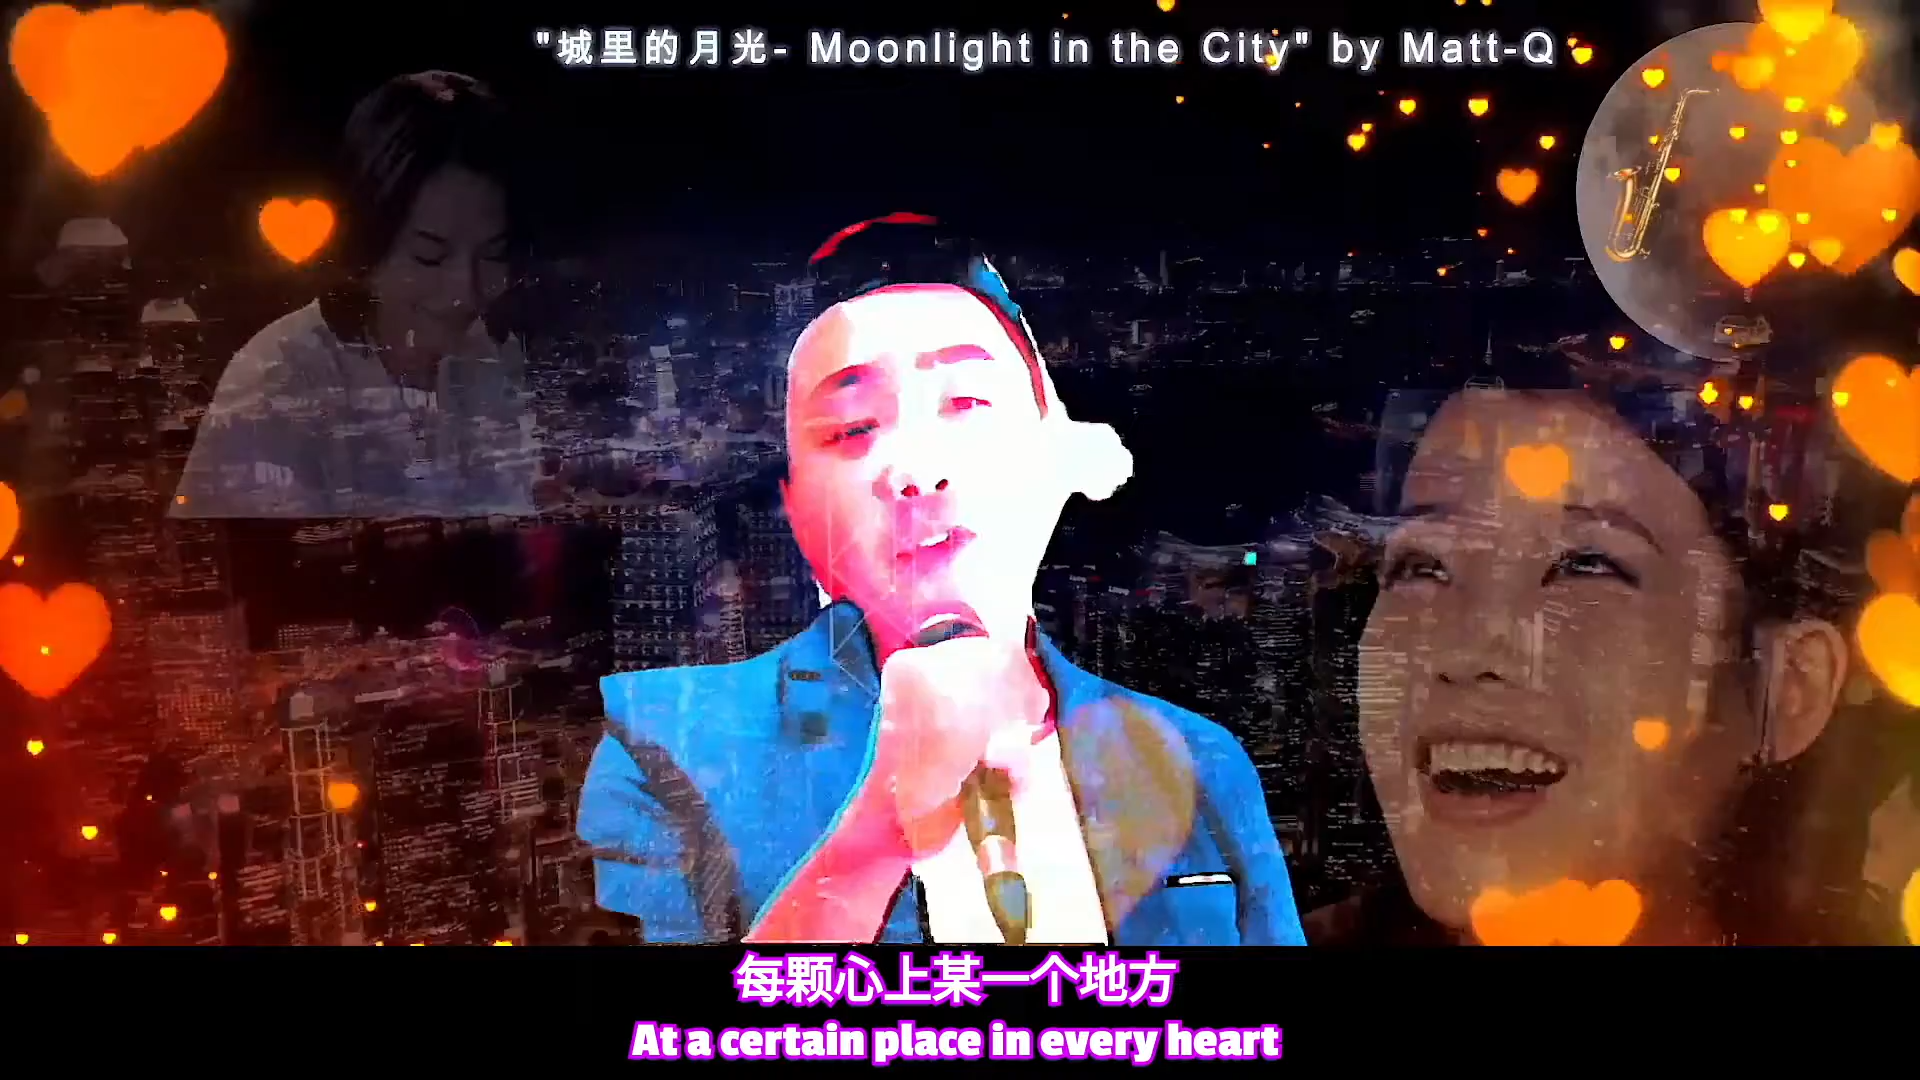 "城里的月光- Moonlight in the City" by Matt-Q
每颗心上某一个地方
At a certain place in every heart